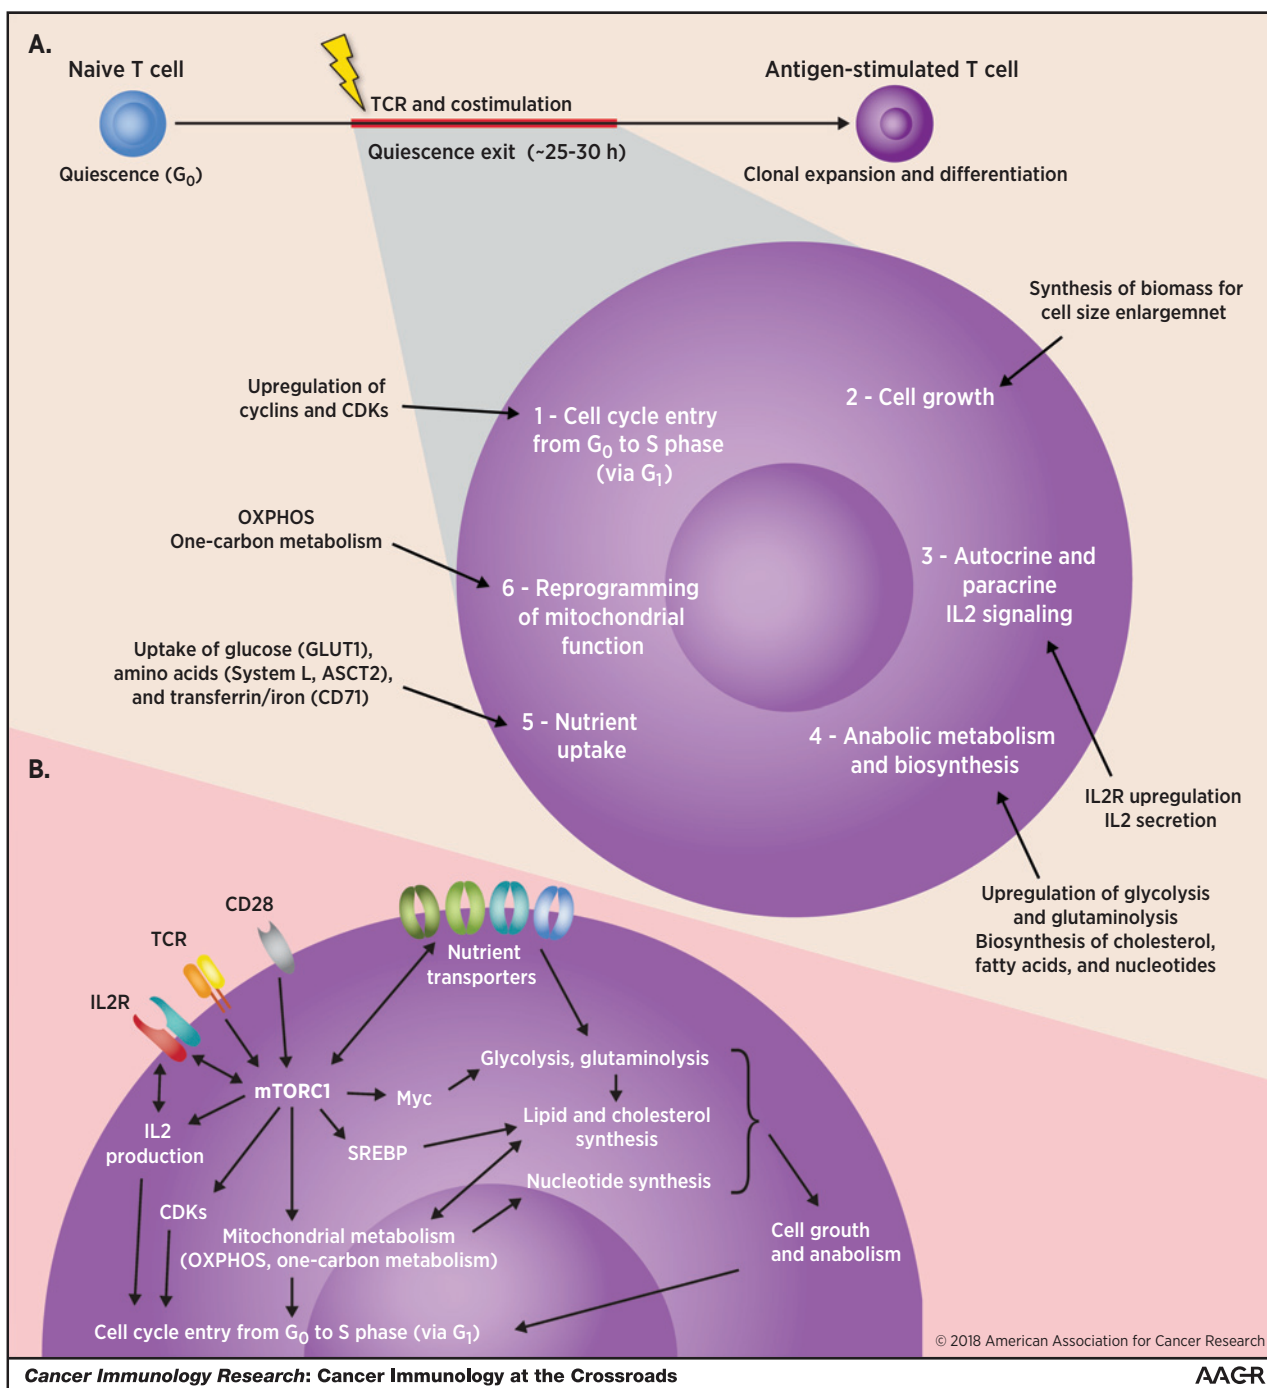 A.
Naive T cell
Quiescence (G0)
TCR and costimulation
Quiescence exit (~25-30 h)
Antigen-stimulated T cell
Clonal expansion and differentiation
Upregulation of
cyclins and CDKs
1 - Cell cycle entry
from G0 to S phase
(via G1)
Synthesis of biomass for
cell size enlargemnet
2 - Cell growth
3 - Autocrine and
paracrine
IL2 signaling
IL2R upregulation
IL2 secretion
4 - Anabolic metabolism
and biosynthesis
Upregulation of glycolysis
and glutaminolysis
Biosynthesis of cholesterol,
fatty acids, and nucleotides
OXPHOS
One-carbon metabolism
6 - Reprogramming
of mitochondrial
function
Uptake of glucose (GLUT1),
amino acids (System L, ASCT2),
and transferrin/iron (CD71)
5 - Nutrient
uptake
B.
CD28
TCR
IL2R
Nutrient
transporters
mTORC1
Myc
Glycolysis, glutaminolysis
IL2
production
SREBP
Lipid and cholesterol
synthesis
Nucleotide synthesis
CDKs
Mitochondrial metabolism
(OXPHOS, one-carbon metabolism)
Cell grouth
and anabolism
Cell cycle entry from G0 to S phase (via G1)
© 2018 American Association for Cancer Research
Cancer Immunology Research: Cancer Immunology at the Crossroads
AACR